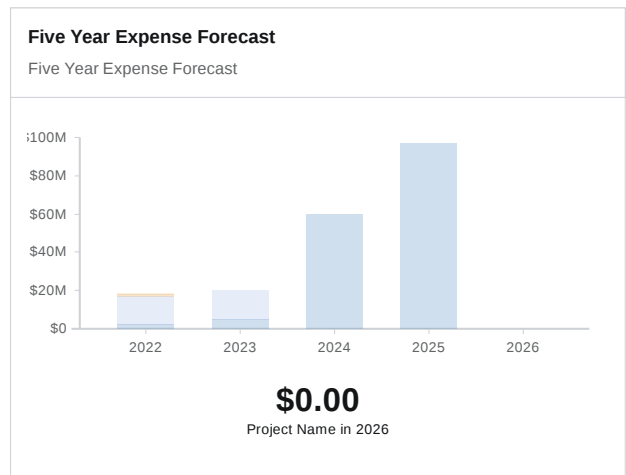 Five Year Expense Forecast
Five Year Expense Forecast
$100M
$80M
$60M
$40M
$20M
$0
2022 2023 2024 2025 2026
$0.00
Project Name in 2026